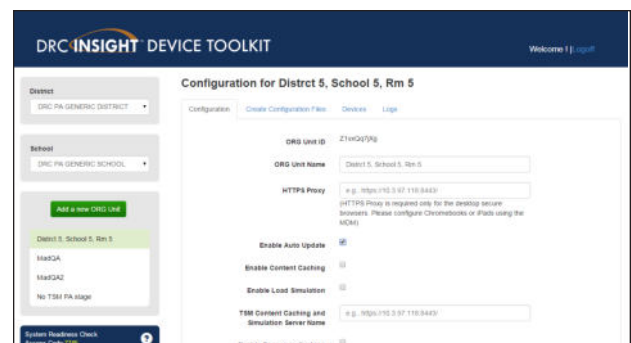 DRC INSIGHT DEVICE TOOLKIT
Welcome ! | Logoff
District
DRC PA GENERIC DISTRICT
School
DRC PA GENERIC SCHOOL
Add a new ORG Unit
District 5, School 5, Rm 5
MadQA
MadQA2
No TSM PA stage
System Readiness Check
Access Code
Configuration for Distrct 5, School 5, Rm 5
Configuration Create Configuration Files Devices Logs
ORG Unit ID
ORG Unit Name Distrct 5, School 5, Rm 5
HTTPS Proxy e.g., https://10.3.97.118:8443/
(HTTPS Proxy is required only for the desktop secure
browsers. Please configure Chromebooks or iPads using the
MDM)
Enable Auto Update
Enable Content Caching
Enable Load Simulation
TSM Content Caching and e.g., https://10.3.97.118:8443/
Simulation Server Name